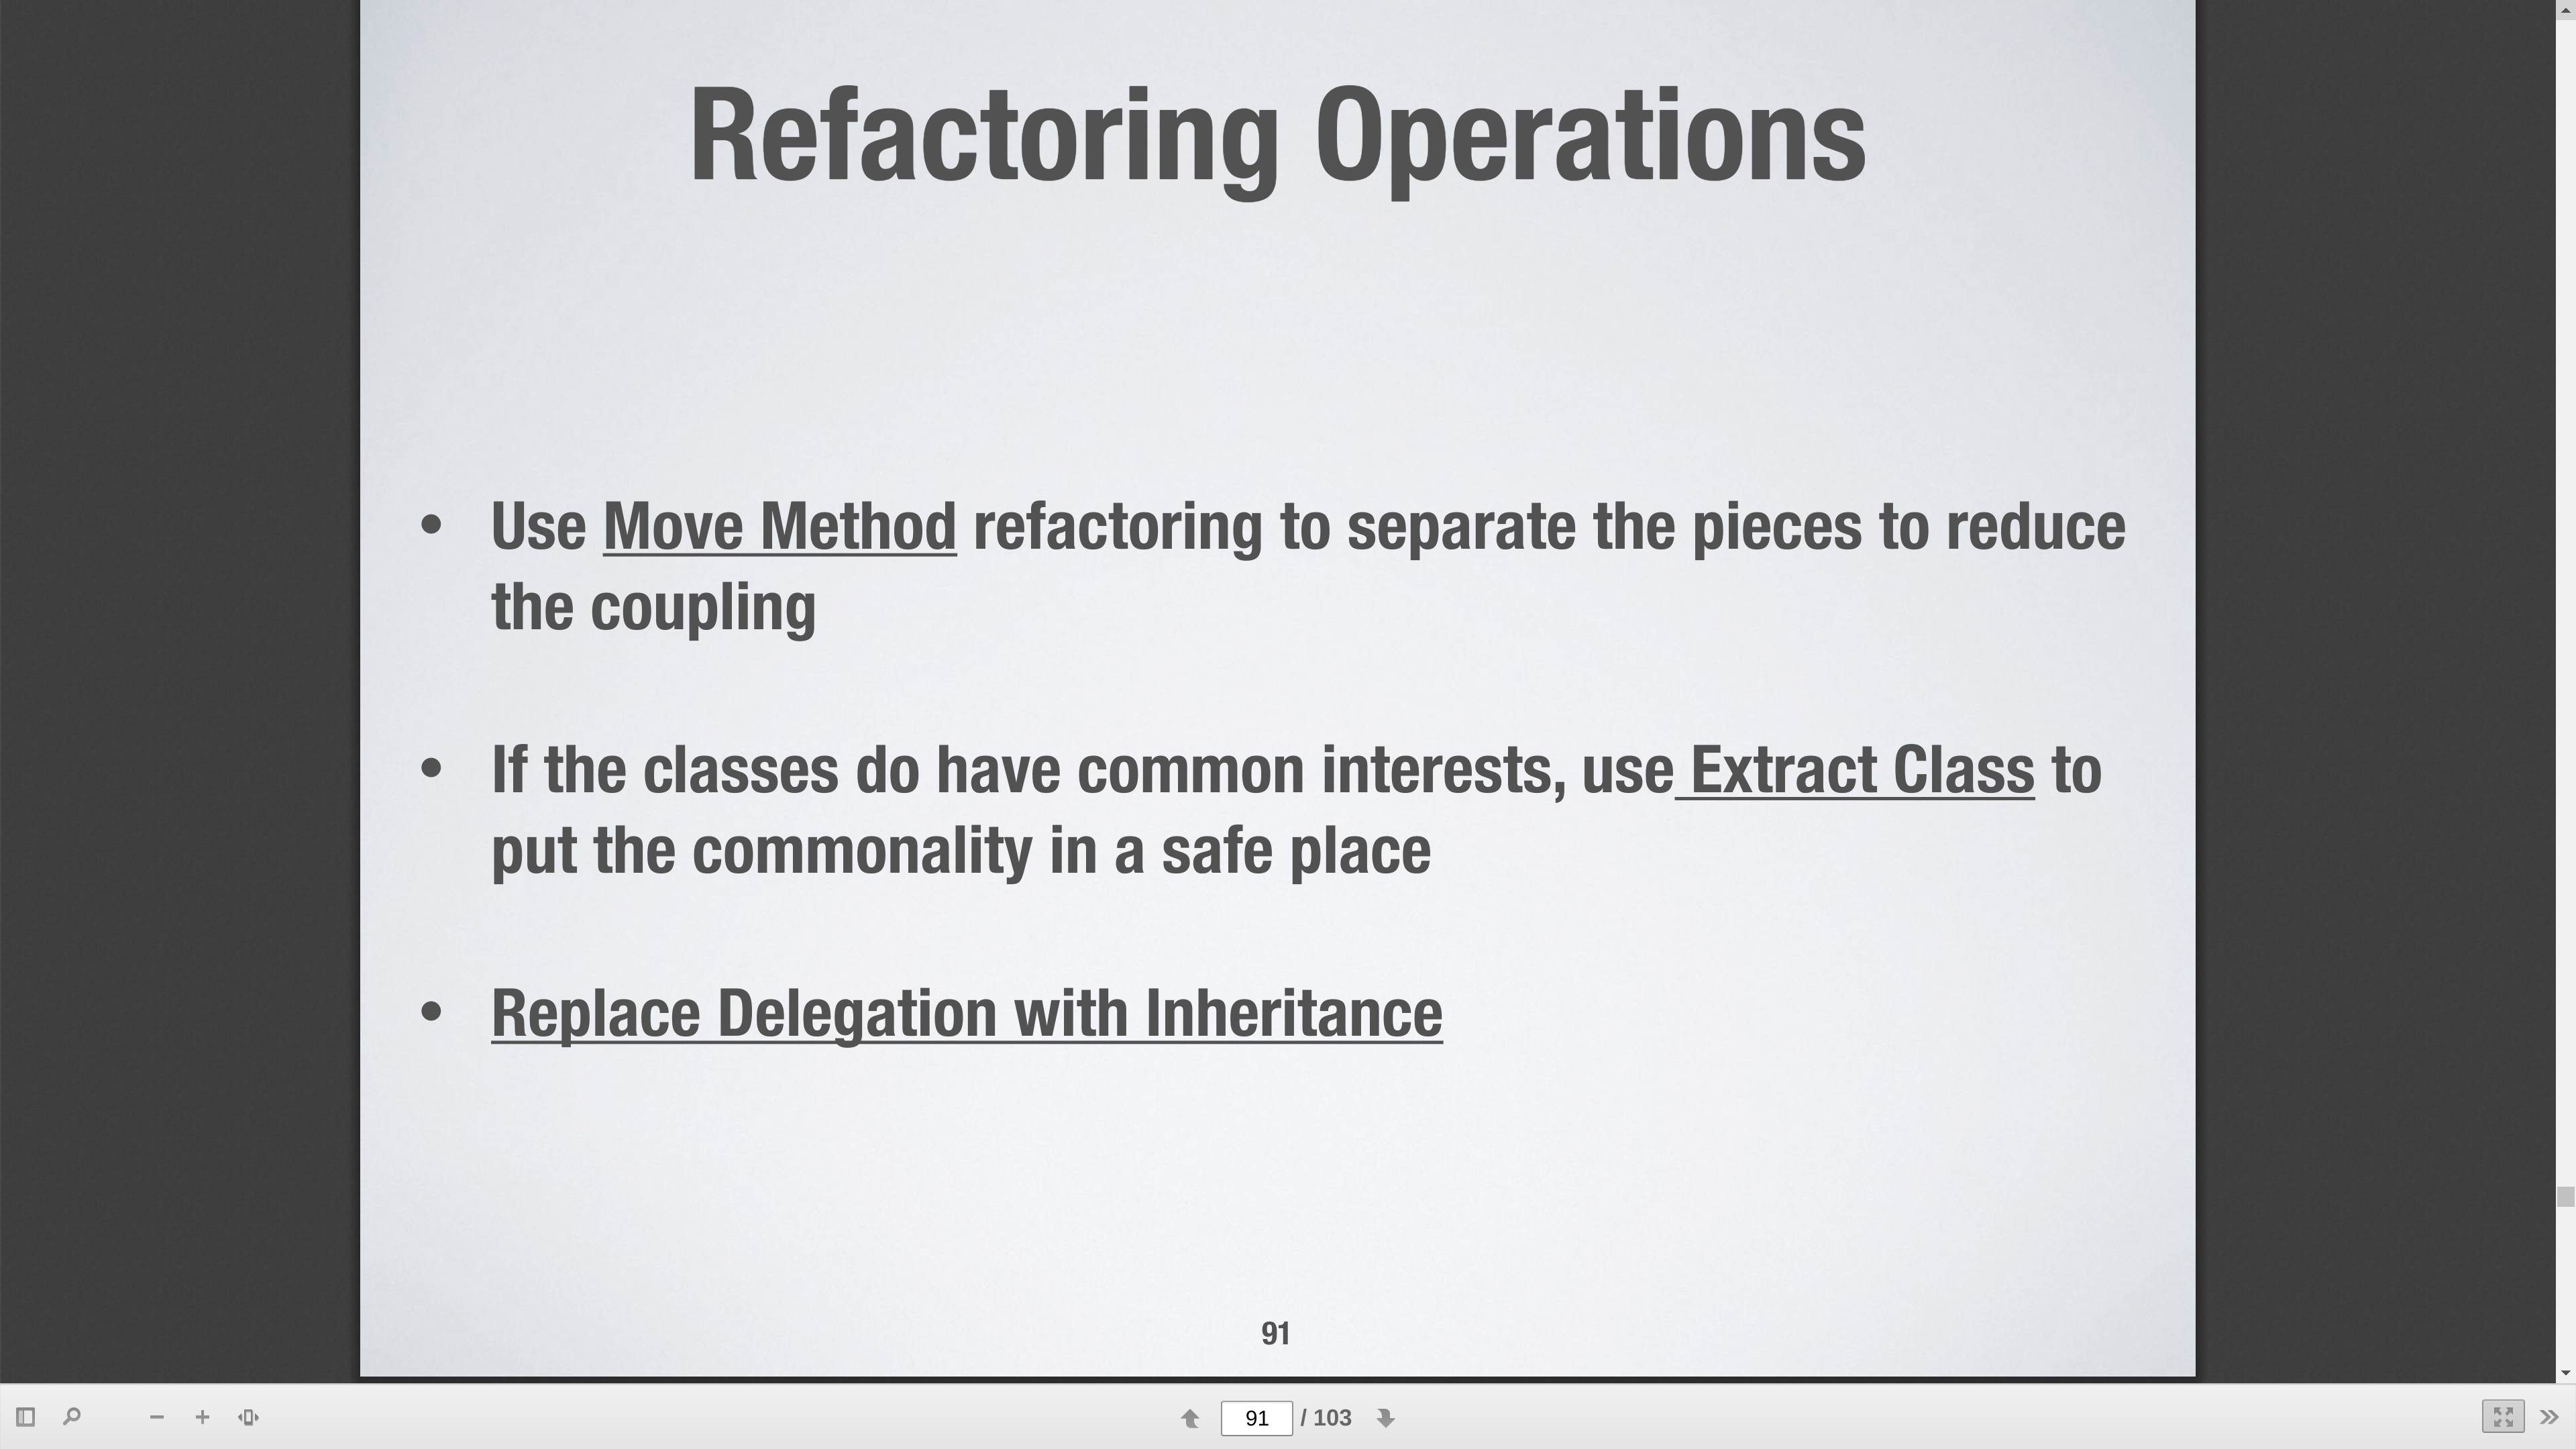 Refactoring Operations
• Use Move Method refactoring to separate the pieces to reduce
the coupling
• If the classes do have common interests, use Extract Class to
put the commonality in a safe place
• Replace Delegation with Inheritance
91
91 / 103